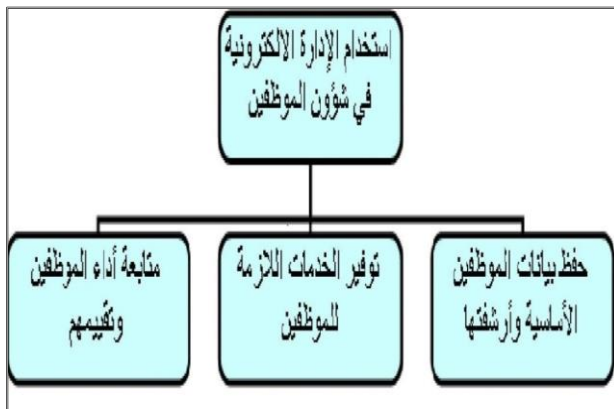 استخدام الإدارة الالكترونية
في شؤون الموظفين
حفظ بيانات الموظفين
الأساسية وأرشفتها
توفير الخدمات اللازمة
للموظفين
متابعة أداء الموظفين
وتقييمهم